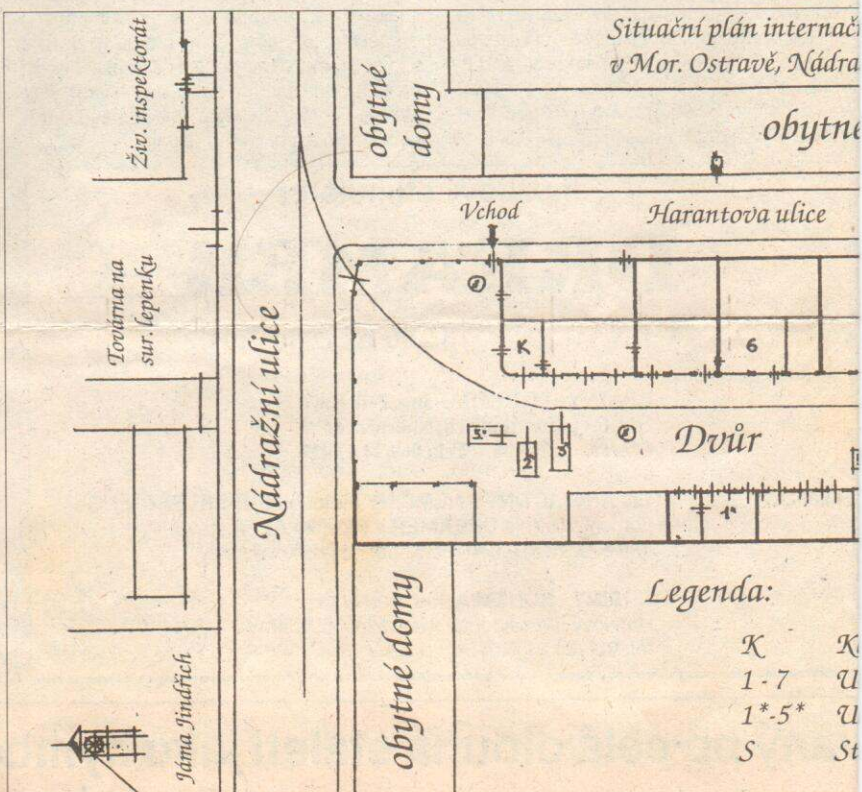 Situační plán internač
v Mor. Ostravě, Nádra
Živ. inspektorát
obytné
domy
obytné
Vchod
Harantova ulice
Továrna na
sur. lepenku
Nádražní ulice
K
6
Dvůr
2
3
1*
Jáma Jindřich
obytné domy
Legenda:
K K
1 - 7 U
1*-5* U
S St